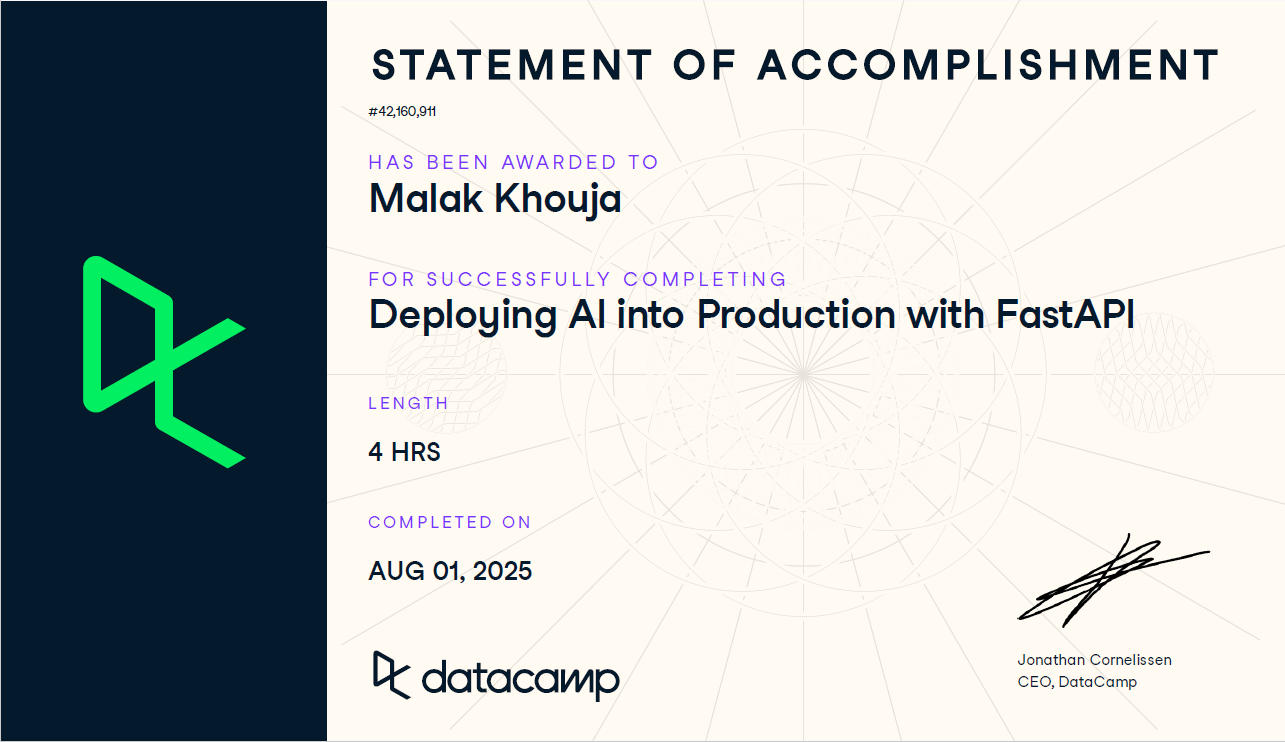 STATEMENT OF ACCOMPLISHMENT
#42,160,911
HAS BEEN AWARDED TO
Malak Khouja
FOR SUCCESSFULLY COMPLETING
Deploying AI into Production with FastAPI
LENGTH
4 HRS
COMPLETED ON
AUG 01, 2025
datacamp
Jonathan Cornelissen
CEO, DataCamp